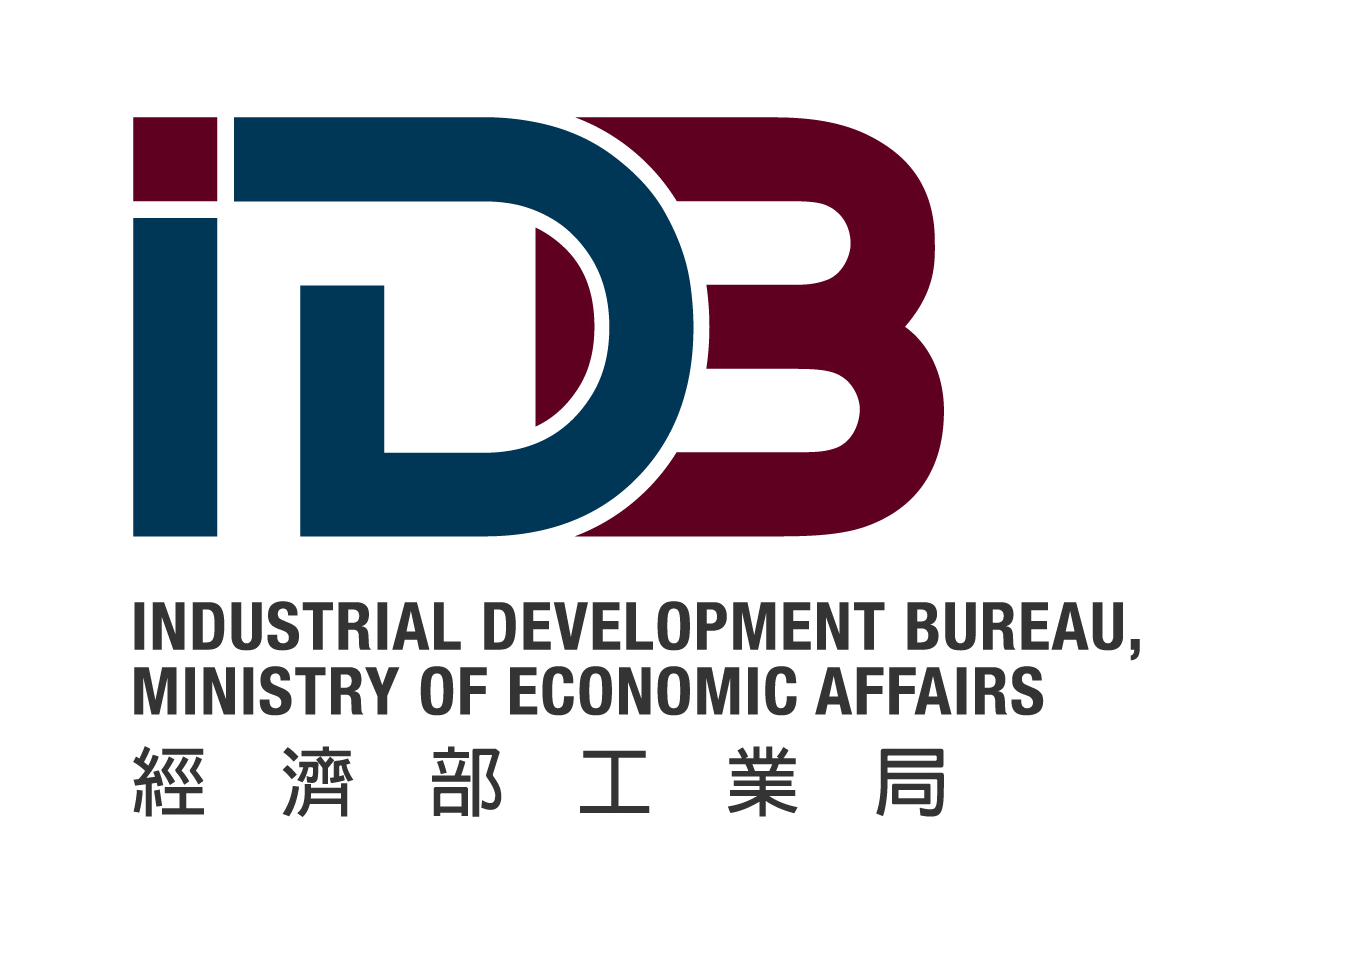 iDB
INDUSTRIAL DEVELOPMENT BUREAU,
MINISTRY OF ECONOMIC AFFAIRS
經濟部工業局